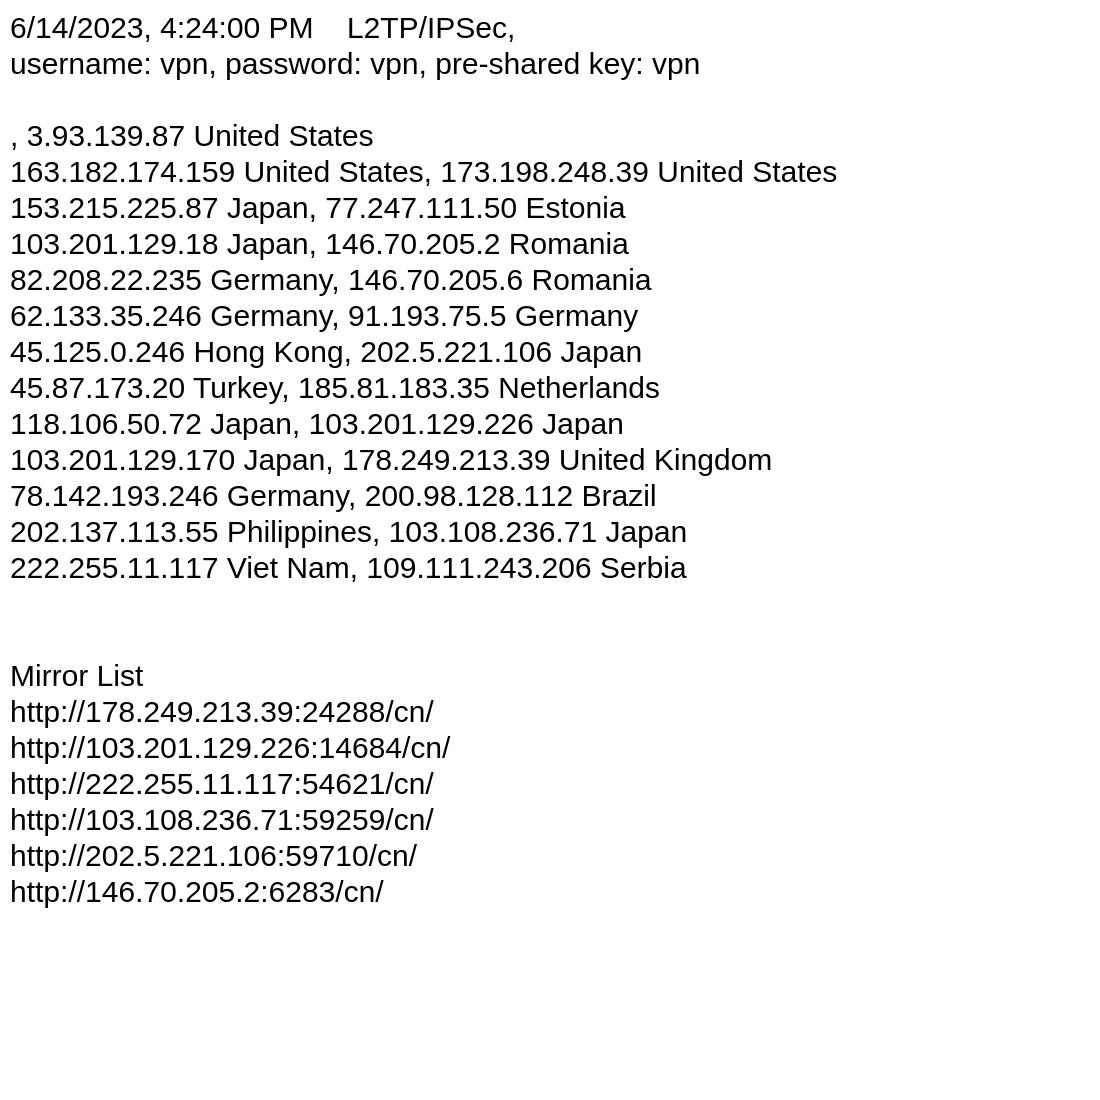 6/14/2023, 4:24:00 PM    L2TP/IPSec,
username: vpn, password: vpn, pre-shared key: vpn
, 3.93.139.87 United States
163.182.174.159 United States, 173.198.248.39 United States
153.215.225.87 Japan, 77.247.111.50 Estonia
103.201.129.18 Japan, 146.70.205.2 Romania
82.208.22.235 Germany, 146.70.205.6 Romania
62.133.35.246 Germany, 91.193.75.5 Germany
45.125.0.246 Hong Kong, 202.5.221.106 Japan
45.87.173.20 Turkey, 185.81.183.35 Netherlands
118.106.50.72 Japan, 103.201.129.226 Japan
103.201.129.170 Japan, 178.249.213.39 United Kingdom
78.142.193.246 Germany, 200.98.128.112 Brazil
202.137.113.55 Philippines, 103.108.236.71 Japan
222.255.11.117 Viet Nam, 109.111.243.206 Serbia
Mirror List
http://178.249.213.39:24288/cn/
http://103.201.129.226:14684/cn/
http://222.255.11.117:54621/cn/
http://103.108.236.71:59259/cn/
http://202.5.221.106:59710/cn/
http://146.70.205.2:6283/cn/